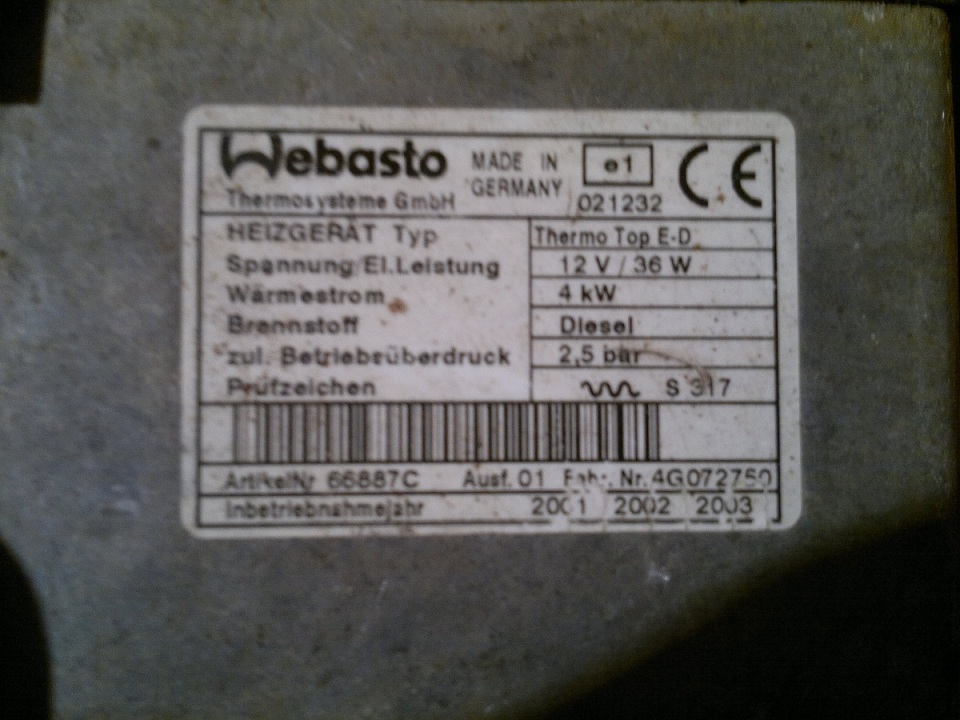 Webasto MADE IN GERMANY e1
Thermosysteme GmbH 021232 CE
HEIZGERÄT Typ Thermo Top E-D
Spannung/El.Leistung 12 V / 36 W
Wärmestrom 4 kW
Brennstoff Diesel
zul. Betriebsüberdruck 2,5 bar
Prüfzeichen S 317
ArtikelNr 66887C Ausf. 01 Fabr. Nr. 4G072750
Inbetriebnahmejahr 2001 2002 2003